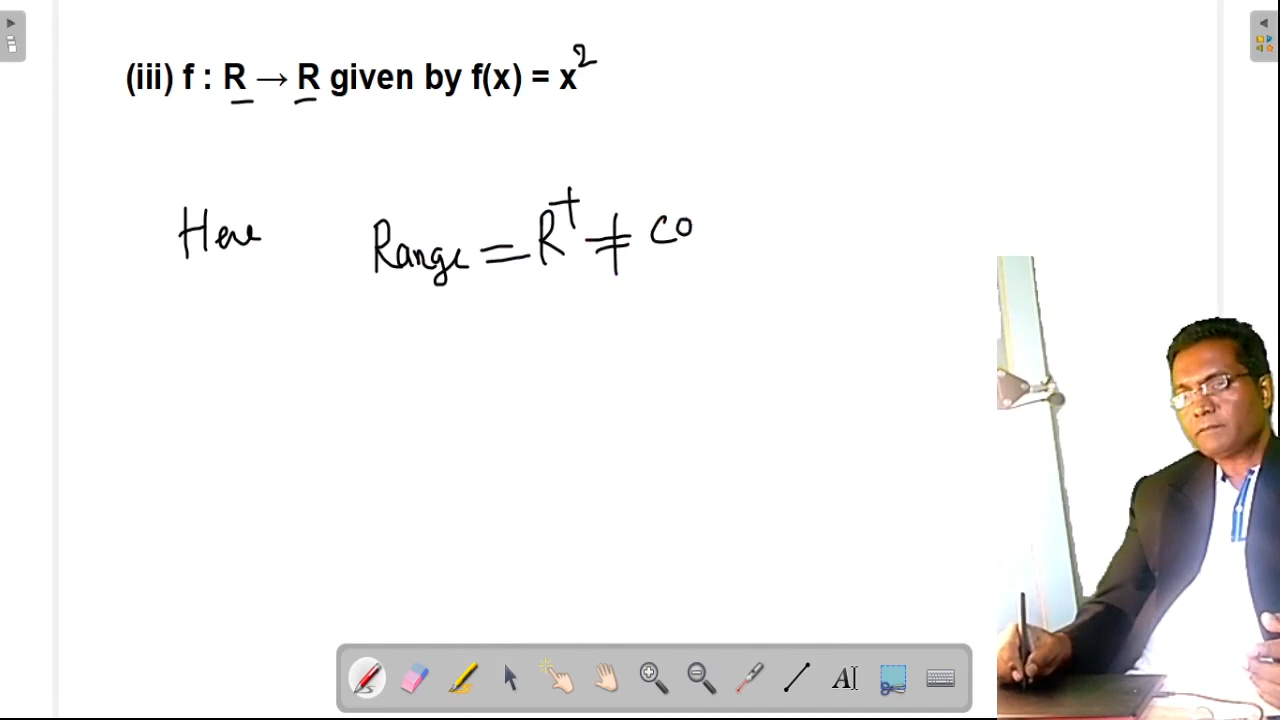 (iii) f : R → R given by f(x) = x²
Here Range = R⁺ ≠ co